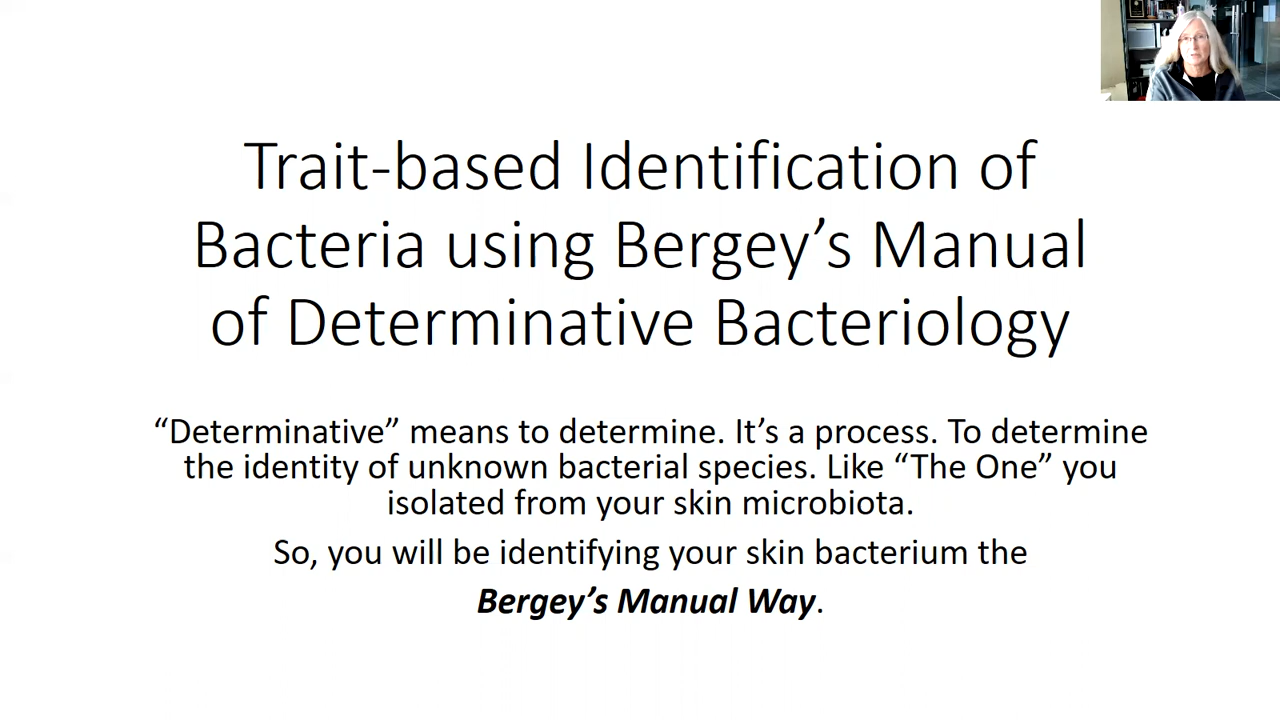 Trait-based Identification of
Bacteria using Bergey’s Manual
of Determinative Bacteriology
“Determinative” means to determine. It’s a process. To determine
the identity of unknown bacterial species. Like “The One” you
isolated from your skin microbiota.
So, you will be identifying your skin bacterium the
Bergey’s Manual Way.